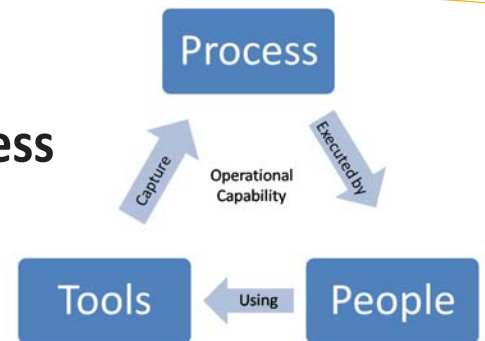 Process
ess
Executed by
Capture
Operational
Capability
Tools
Using
People